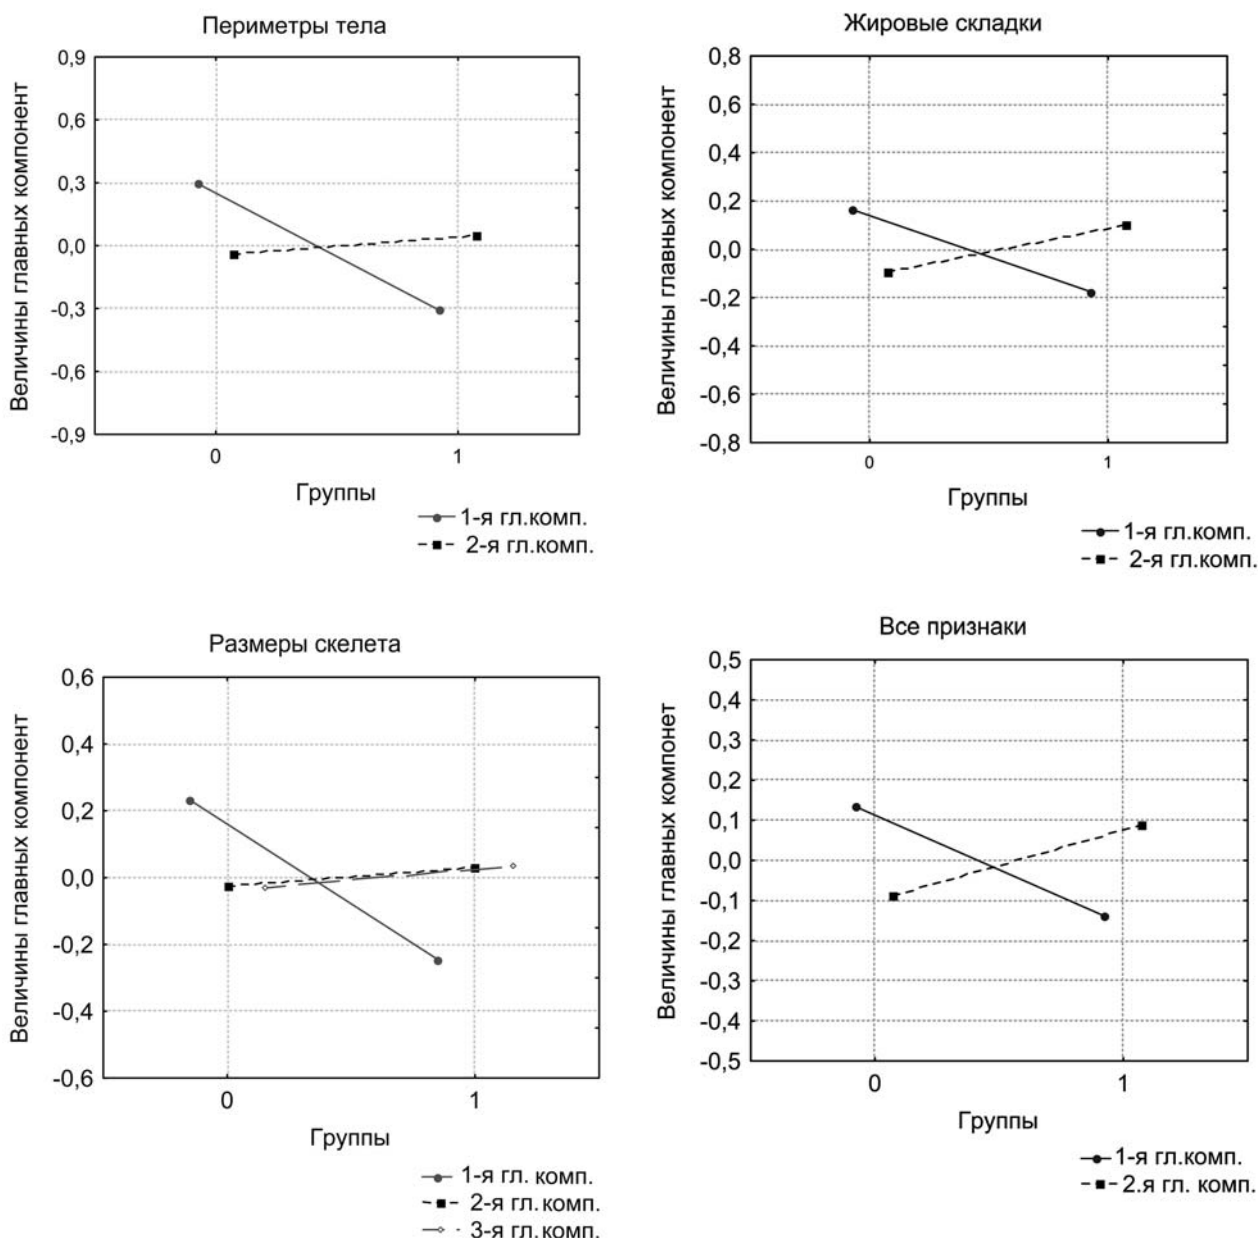 Периметры тела
Величины главных компонент
0,9
0,6
0,3
0,0
-0,3
-0,6
-0,9
0 1
Группы
1-я гл.комп.
2-я гл.комп.
Жировые складки
Величины главных компонент
0,8
0,6
0,4
0,2
0,0
-0,2
-0,4
-0,6
-0,8
0 1
Группы
1-я гл.комп.
2-я гл.комп.
Размеры скелета
Величины главных компонент
0,6
0,4
0,2
0,0
-0,2
-0,4
-0,6
0 1
Группы
1-я гл. комп.
2-я гл.комп.
3-я гл.комп.
Все признаки
Величины главных компонет
0,5
0,4
0,3
0,2
0,1
0,0
-0,1
-0,2
-0,3
-0,4
-0,5
0 1
Группы
1-я гл.комп.
2.я гл. комп.